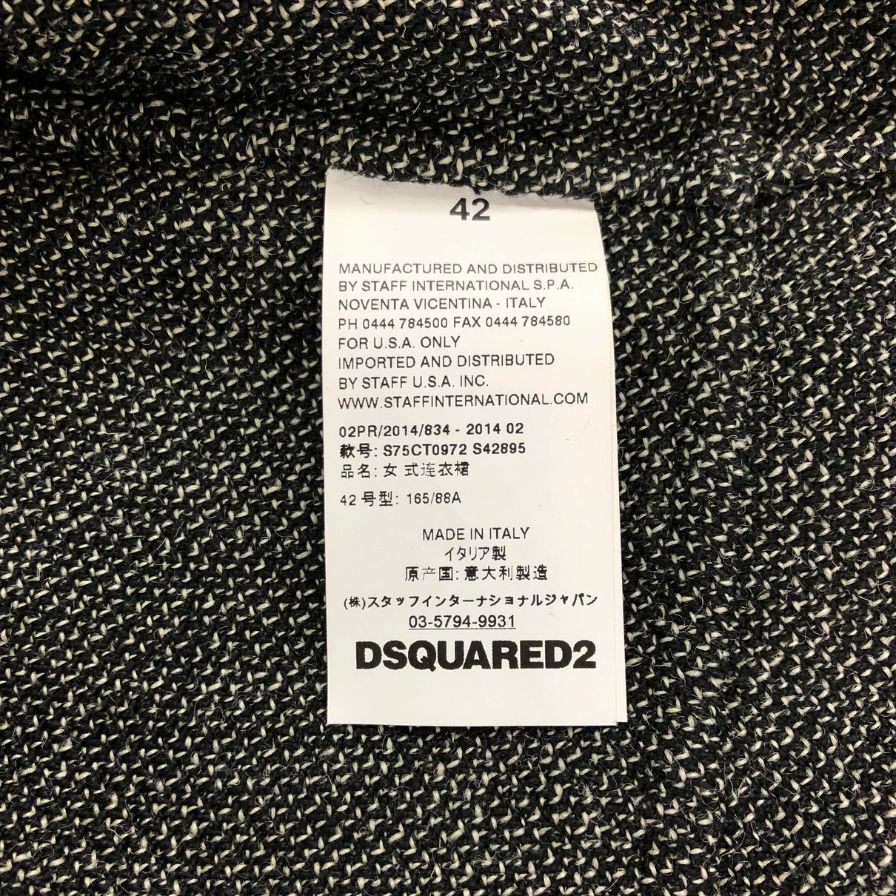 42
MANUFACTURED AND DISTRIBUTED
BY STAFF INTERNATIONAL S.P.A.
NOVENTA VICENTINA - ITALY
PH 0444 784500 FAX 0444 784580
FOR U.S.A. ONLY
IMPORTED AND DISTRIBUTED
BY STAFF U.S.A. INC.
WWW.STAFFINTERNATIONAL.COM
02PR/2014/834 - 2014 02
款号: S75CT0972 S42895
品名: 女 式连衣裙
42 号型: 165/88A
MADE IN ITALY
イタリア製
原产国: 意大利製造
(株)スタッフインターナショナルジャパン
03-5794-9931
DSQUARED2